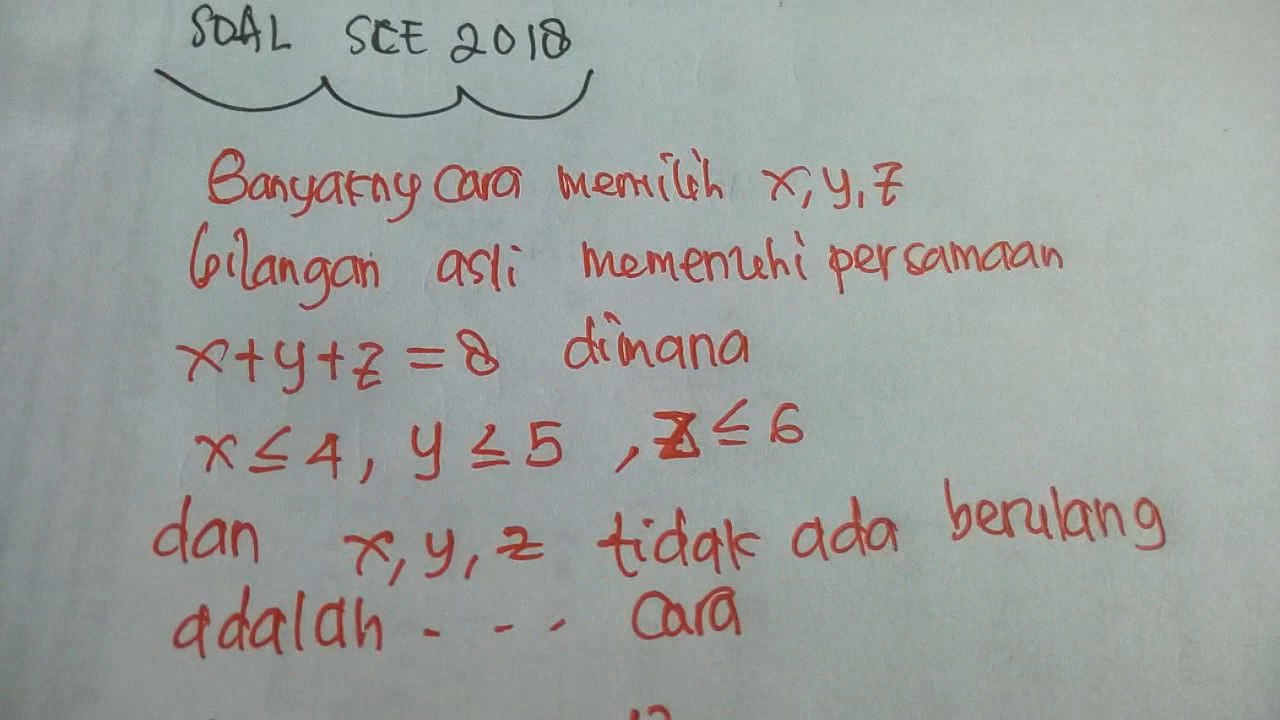 SOAL SCE 2018
Banyakny cara memilih x, y, z
bilangan asli memenuhi persamaan
x+y+z = 8 dimana
x ≤ 4, y ≤ 5 , z ≤ 6
dan x, y, z tidak ada berulang
adalah - - - cara